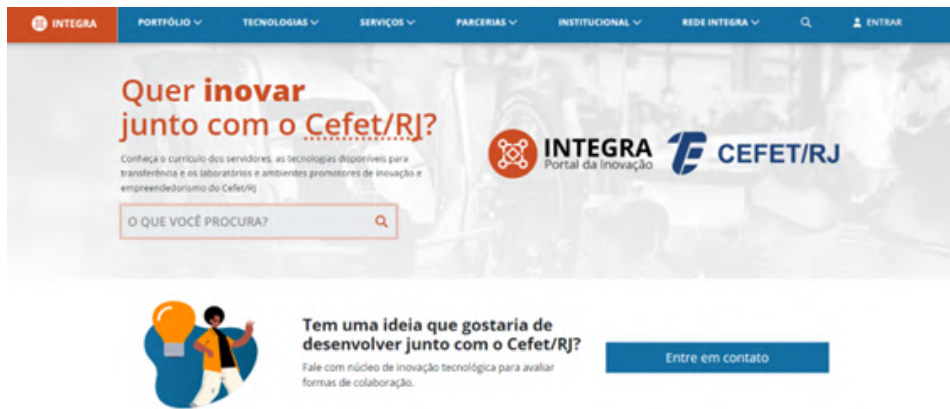 INTEGRA
PORTFÓLIO
TECNOLOGIAS
SERVIÇOS
PARCERIAS
INSTITUCIONAL
REDE INTEGRA
ENTRAR
Quer inovar
junto com o Cefet/RJ?
Conheça o currículo dos servidores, as tecnologias disponíveis para
transferência e os laboratórios e ambientes promotores de inovação e
empreendedorismo do Cefet/RJ
O QUE VOCÊ PROCURA?
INTEGRA
Portal da Inovação
CEFET/RJ
Tem uma ideia que gostaria de
desenvolver junto com o Cefet/RJ?
Fale com núcleo de inovação tecnológica para avaliar
formas de colaboração.
Entre em contato